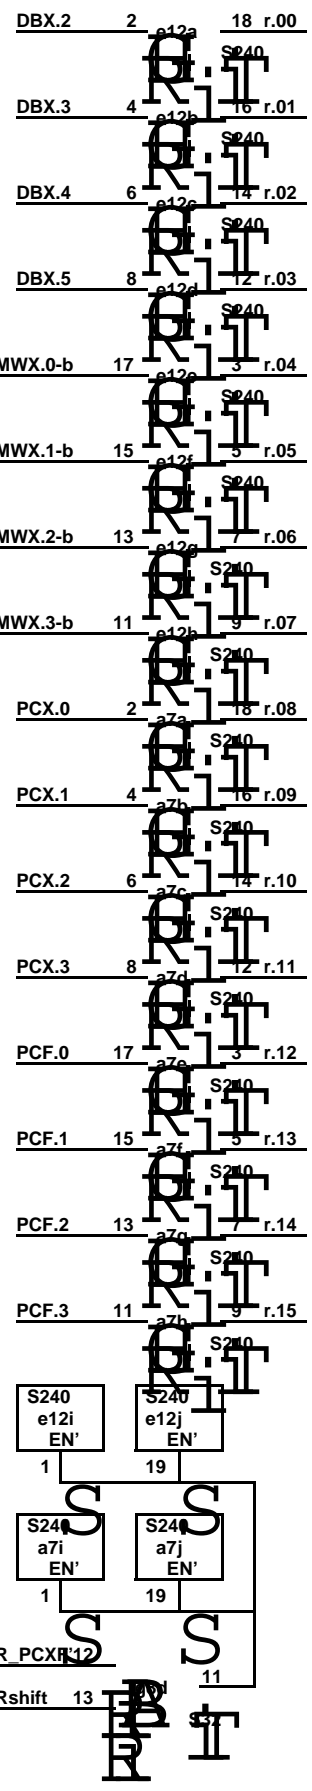 DBX.2 2 e12a 18 r.00
S240
DBX.3 4 e12b 16 r.01
S240
DBX.4 6 e12c 14 r.02
S240
DBX.5 8 e12d 12 r.03
S240
MWX.0-b 17 e12e 3 r.04
S240
MWX.1-b 15 e12f 5 r.05
S240
MWX.2-b 13 e12g 7 r.06
S240
MWX.3-b 11 e12h 9 r.07
S240
PCX.0 2 a7a 18 r.08
S240
PCX.1 4 a7b 16 r.09
S240
PCX.2 6 a7c 14 r.10
S240
PCX.3 8 a7d 12 r.11
S240
PCF.0 17 a7e 3 r.12
S240
PCF.1 15 a7f 5 r.13
S240
PCF.2 13 a7g 7 r.14
S240
PCF.3 11 a7h 9 r.15
S240
S240 S240
e12i e12j
EN' EN'
1 19
S S
S240 S240
a7i a7j
EN' EN'
1 19
S S
12
11
Rshift 13
S32